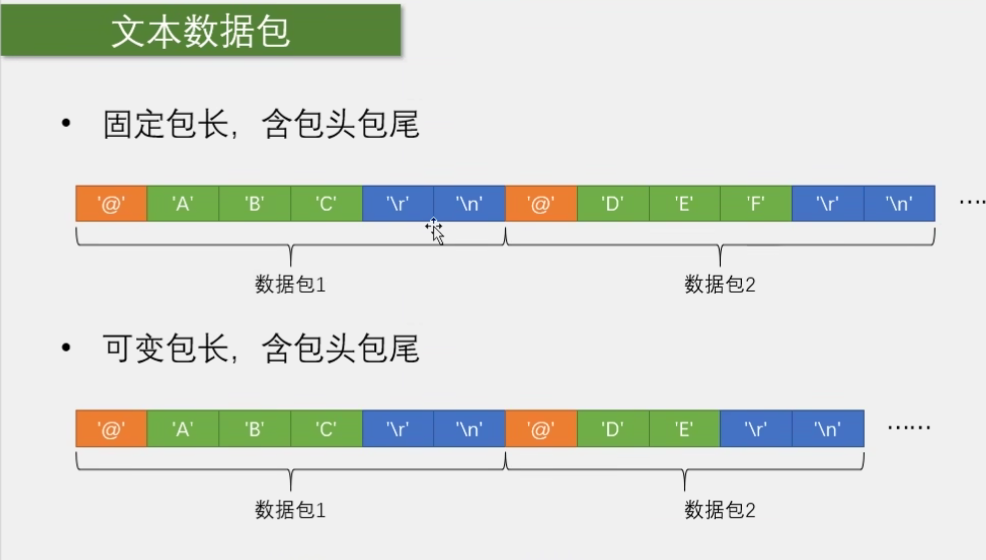 文本数据包
• 固定包长，含包头包尾
'@' 'A' 'B' 'C' '\r' '\n' '@' 'D' 'E' 'F' '\r' '\n' ....
数据包1 数据包2
• 可变包长，含包头包尾
'@' 'A' 'B' 'C' '\r' '\n' '@' 'D' 'E' '\r' '\n' ……
数据包1 数据包2